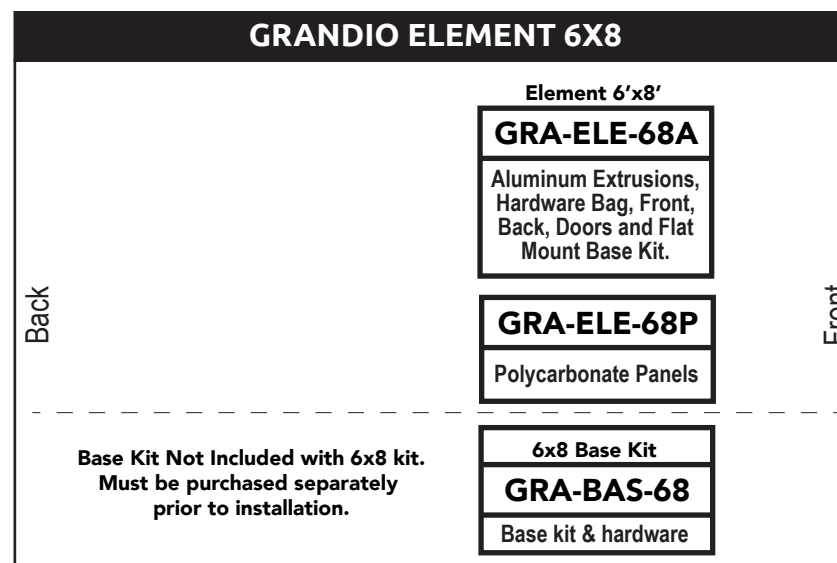 GRANDIO ELEMENT 6X8
Element 6’x8’
GRA-ELE-68A
Aluminum Extrusions,
Hardware Bag, Front,
Back, Doors and Flat
Mount Base Kit.
Back
Front
GRA-ELE-68P
Polycarbonate Panels
Base Kit Not Included with 6x8 kit.
Must be purchased separately
prior to installation.
6x8 Base Kit
GRA-BAS-68
Base kit & hardware